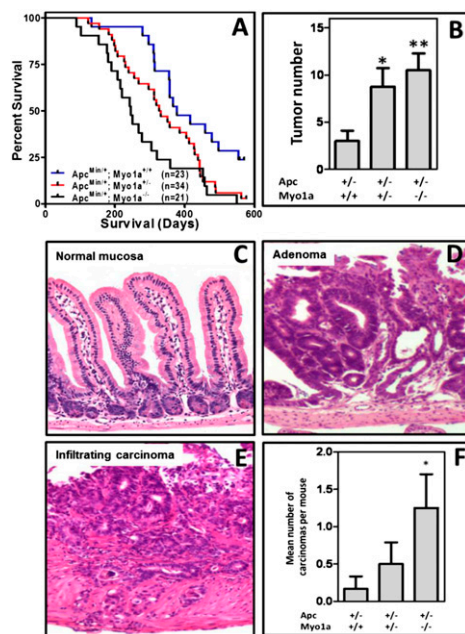 A
Percent Survival
100
75
50
25
0
Apc^Min/+; Myo1a^+/+ (n=23)
Apc^Min/+; Myo1a^+/- (n=34)
Apc^Min/+; Myo1a^-/- (n=21)
0 200 400 600
Survival (Days)
B
Tumor number
15
10
5
0
* **
Apc +/- +/- +/-
Myo1a +/+ +/- -/-
Normal mucosa C
Adenoma D
Infiltrating carcinoma E
F
Mean number of
carcinomas per mouse
2.0
1.5
1.0
0.5
0.0
*
Apc +/- +/- +/-
Myo1a +/+ +/- -/-